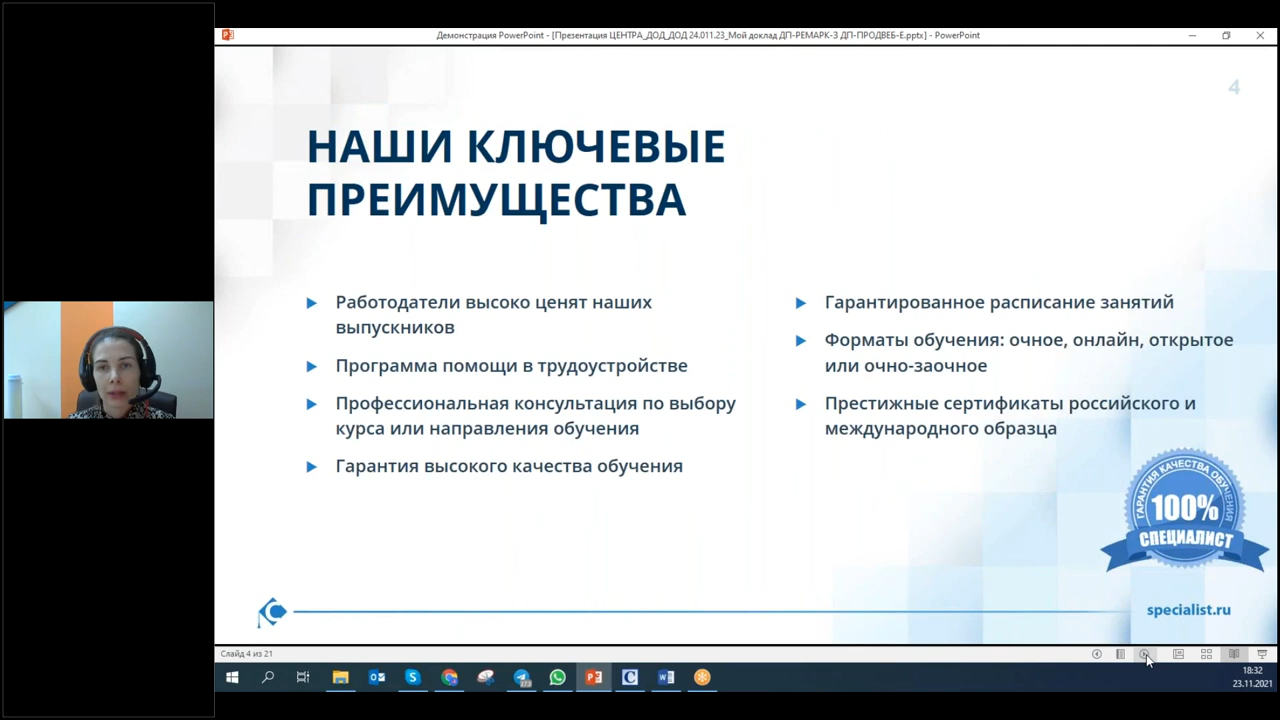 Демонстрация PowerPoint - [Презентация ЦЕНТРА_ДОД_ДОД 24.011.23_Мой доклад ДП-РЕМАРК-3 ДП-ПРОДВЕБ-Е.pptx] - PowerPoint
4
НАШИ КЛЮЧЕВЫЕ
ПРЕИМУЩЕСТВА
Работодатели высоко ценят наших
выпускников
Программа помощи в трудоустройстве
Профессиональная консультация по выбору
курса или направления обучения
Гарантия высокого качества обучения
Гарантированное расписание занятий
Форматы обучения: очное, онлайн, открытое
или очно-заочное
Престижные сертификаты российского и
международного образца
ГАРАНТИЯ КАЧЕСТВА ОБУЧЕНИЯ
100%
СПЕЦИАЛИСТ
specialist.ru
Слайд 4 из 21
18:32
23.11.2021